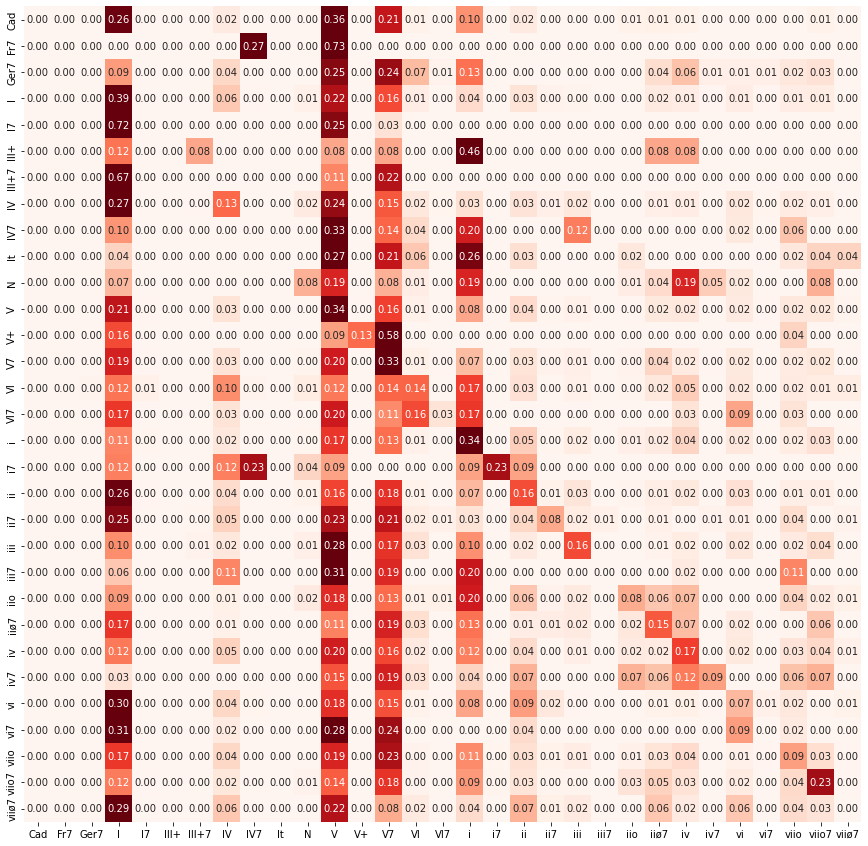 Cad 0.00 0.00 0.00 0.26 0.00 0.00 0.00 0.02 0.00 0.00 0.00 0.36 0.00 0.21 0.01 0.00 0.10 0.00 0.02 0.00 0.00 0.00 0.01 0.01 0.01 0.00 0.00 0.00 0.00 0.01 0.00
Fr7 0.00 0.00 0.00 0.00 0.00 0.00 0.00 0.00 0.27 0.00 0.00 0.73 0.00 0.00 0.00 0.00 0.00 0.00 0.00 0.00 0.00 0.00 0.00 0.00 0.00 0.00 0.00 0.00 0.00 0.00 0.00
Ger7 0.00 0.00 0.00 0.09 0.00 0.00 0.00 0.04 0.00 0.00 0.00 0.25 0.00 0.24 0.07 0.01 0.13 0.00 0.00 0.00 0.00 0.00 0.00 0.04 0.06 0.01 0.01 0.01 0.02 0.03 0.00
I 0.00 0.00 0.00 0.39 0.00 0.00 0.00 0.06 0.00 0.00 0.01 0.22 0.00 0.16 0.01 0.00 0.04 0.00 0.03 0.00 0.00 0.00 0.00 0.02 0.01 0.00 0.01 0.00 0.01 0.01 0.00
I7 0.00 0.00 0.00 0.72 0.00 0.00 0.00 0.00 0.00 0.00 0.00 0.25 0.00 0.03 0.00 0.00 0.00 0.00 0.00 0.00 0.00 0.00 0.00 0.00 0.00 0.00 0.00 0.00 0.00 0.00 0.00
III+ 0.00 0.00 0.00 0.12 0.00 0.00 0.08 0.00 0.00 0.00 0.00 0.08 0.00 0.08 0.00 0.00 0.46 0.00 0.00 0.00 0.00 0.00 0.00 0.08 0.08 0.00 0.00 0.00 0.00 0.00 0.00
III+7 0.00 0.00 0.00 0.67 0.00 0.00 0.00 0.00 0.00 0.00 0.00 0.11 0.00 0.22 0.00 0.00 0.00 0.00 0.00 0.00 0.00 0.00 0.00 0.00 0.00 0.00 0.00 0.00 0.00 0.00 0.00
IV 0.00 0.00 0.00 0.27 0.00 0.00 0.00 0.13 0.00 0.00 0.02 0.24 0.00 0.15 0.02 0.00 0.03 0.00 0.03 0.01 0.02 0.00 0.00 0.01 0.01 0.00 0.02 0.00 0.02 0.01 0.00
IV7 0.00 0.00 0.00 0.10 0.00 0.00 0.00 0.00 0.00 0.00 0.00 0.33 0.00 0.14 0.04 0.00 0.20 0.00 0.00 0.00 0.12 0.00 0.00 0.00 0.00 0.00 0.02 0.00 0.06 0.00 0.00
It 0.00 0.00 0.00 0.04 0.00 0.00 0.00 0.00 0.00 0.00 0.00 0.27 0.00 0.21 0.06 0.00 0.26 0.00 0.03 0.00 0.00 0.00 0.02 0.00 0.00 0.00 0.00 0.00 0.02 0.04 0.04
N 0.00 0.00 0.00 0.07 0.00 0.00 0.00 0.00 0.00 0.00 0.08 0.19 0.00 0.08 0.01 0.00 0.19 0.00 0.00 0.00 0.00 0.00 0.01 0.04 0.19 0.05 0.02 0.00 0.00 0.08 0.00
V 0.00 0.00 0.00 0.21 0.00 0.00 0.00 0.03 0.00 0.00 0.00 0.34 0.00 0.16 0.01 0.00 0.08 0.00 0.04 0.00 0.01 0.00 0.00 0.02 0.02 0.00 0.02 0.00 0.02 0.02 0.00
V+ 0.00 0.00 0.00 0.16 0.00 0.00 0.00 0.00 0.00 0.00 0.00 0.09 0.13 0.58 0.00 0.00 0.00 0.00 0.00 0.00 0.00 0.00 0.00 0.00 0.00 0.00 0.00 0.00 0.04 0.00 0.00
V7 0.00 0.00 0.00 0.19 0.00 0.00 0.00 0.03 0.00 0.00 0.00 0.20 0.00 0.33 0.01 0.00 0.07 0.00 0.03 0.01 0.01 0.00 0.00 0.04 0.02 0.00 0.02 0.00 0.02 0.02 0.00
VI 0.00 0.00 0.00 0.12 0.01 0.00 0.00 0.10 0.00 0.00 0.01 0.12 0.00 0.14 0.14 0.00 0.17 0.00 0.03 0.00 0.01 0.00 0.00 0.02 0.05 0.00 0.02 0.00 0.02 0.01 0.01
VI7 0.00 0.00 0.00 0.17 0.00 0.00 0.00 0.03 0.00 0.00 0.00 0.20 0.00 0.11 0.16 0.03 0.17 0.00 0.00 0.00 0.00 0.00 0.00 0.00 0.03 0.00 0.09 0.00 0.03 0.00 0.00
i 0.00 0.00 0.00 0.11 0.00 0.00 0.00 0.02 0.00 0.00 0.00 0.17 0.00 0.13 0.01 0.00 0.34 0.00 0.05 0.00 0.02 0.00 0.01 0.02 0.04 0.00 0.02 0.00 0.02 0.03 0.00
i7 0.00 0.00 0.00 0.12 0.00 0.00 0.00 0.12 0.23 0.00 0.04 0.09 0.00 0.00 0.00 0.00 0.09 0.23 0.09 0.00 0.00 0.00 0.00 0.00 0.00 0.00 0.00 0.00 0.00 0.00 0.00
ii 0.00 0.00 0.00 0.26 0.00 0.00 0.00 0.04 0.00 0.00 0.01 0.16 0.00 0.18 0.01 0.00 0.07 0.00 0.16 0.01 0.03 0.00 0.00 0.01 0.02 0.00 0.03 0.00 0.01 0.01 0.00
ii7 0.00 0.00 0.00 0.25 0.00 0.00 0.00 0.05 0.00 0.00 0.01 0.23 0.00 0.21 0.02 0.01 0.03 0.00 0.04 0.08 0.02 0.01 0.00 0.00 0.01 0.00 0.01 0.00 0.04 0.00 0.01
iii 0.00 0.00 0.00 0.10 0.00 0.00 0.01 0.02 0.00 0.00 0.01 0.28 0.00 0.17 0.03 0.00 0.10 0.00 0.02 0.00 0.16 0.00 0.00 0.01 0.02 0.00 0.01 0.00 0.02 0.04 0.00
iii7 0.00 0.00 0.00 0.06 0.00 0.00 0.00 0.11 0.00 0.00 0.00 0.31 0.00 0.19 0.00 0.00 0.20 0.00 0.00 0.00 0.00 0.00 0.00 0.00 0.02 0.00 0.00 0.00 0.11 0.00 0.00
iio 0.00 0.00 0.00 0.09 0.00 0.00 0.00 0.00 0.00 0.00 0.02 0.18 0.00 0.13 0.01 0.01 0.20 0.00 0.06 0.00 0.02 0.00 0.08 0.06 0.07 0.00 0.01 0.00 0.04 0.02 0.01
iiø7 0.00 0.00 0.00 0.17 0.00 0.00 0.00 0.01 0.00 0.00 0.00 0.11 0.00 0.19 0.03 0.00 0.13 0.00 0.01 0.01 0.02 0.00 0.02 0.15 0.07 0.00 0.01 0.00 0.00 0.06 0.00
iv 0.00 0.00 0.00 0.12 0.00 0.00 0.00 0.05 0.00 0.00 0.01 0.20 0.00 0.16 0.02 0.00 0.12 0.00 0.04 0.00 0.01 0.00 0.02 0.02 0.17 0.00 0.02 0.00 0.03 0.04 0.01
iv7 0.00 0.00 0.00 0.03 0.00 0.00 0.00 0.00 0.00 0.00 0.00 0.15 0.00 0.19 0.03 0.00 0.04 0.00 0.07 0.00 0.00 0.00 0.07 0.06 0.12 0.09 0.00 0.00 0.06 0.07 0.00
vi 0.00 0.00 0.00 0.30 0.00 0.00 0.00 0.04 0.00 0.00 0.00 0.18 0.00 0.15 0.01 0.00 0.08 0.00 0.09 0.02 0.00 0.00 0.00 0.01 0.01 0.00 0.07 0.01 0.00 0.01 0.00
vi7 0.00 0.00 0.00 0.31 0.00 0.00 0.00 0.00 0.00 0.00 0.00 0.28 0.00 0.24 0.00 0.00 0.00 0.00 0.04 0.00 0.00 0.00 0.00 0.00 0.00 0.00 0.09 0.00 0.02 0.00 0.00
viio 0.00 0.00 0.00 0.17 0.00 0.00 0.00 0.04 0.00 0.00 0.00 0.19 0.00 0.23 0.00 0.00 0.11 0.00 0.03 0.01 0.01 0.00 0.01 0.03 0.04 0.00 0.01 0.00 0.09 0.03 0.00
viio7 0.00 0.00 0.00 0.12 0.00 0.00 0.00 0.02 0.00 0.00 0.01 0.14 0.00 0.18 0.00 0.00 0.09 0.00 0.03 0.00 0.00 0.00 0.03 0.05 0.03 0.00 0.02 0.00 0.04 0.23 0.00
viiø7 0.00 0.00 0.00 0.29 0.00 0.00 0.00 0.06 0.00 0.00 0.01 0.22 0.00 0.08 0.02 0.00 0.04 0.00 0.07 0.01 0.02 0.00 0.00 0.06 0.02 0.00 0.06 0.00 0.04 0.03 0.00
Cad Fr7 Ger7 I I7 III+ III+7 IV IV7 It N V V+ V7 VI VI7 i i7 ii ii7 iii iii7 iio iiø7 iv iv7 vi vi7 viio viio7 viiø7